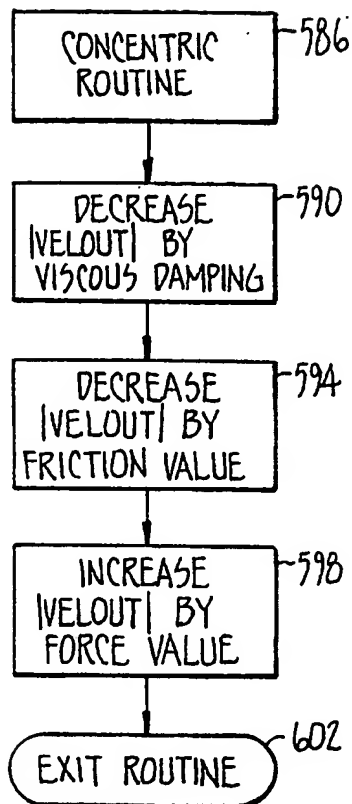 CONCENTRIC
ROUTINE
586
DECREASE
|VELOUT| BY
VISCOUS DAMPING
590
DECREASE
|VELOUT| BY
FRICTION VALUE
594
INCREASE
|VELOUT| BY
FORCE VALUE
598
EXIT ROUTINE
602